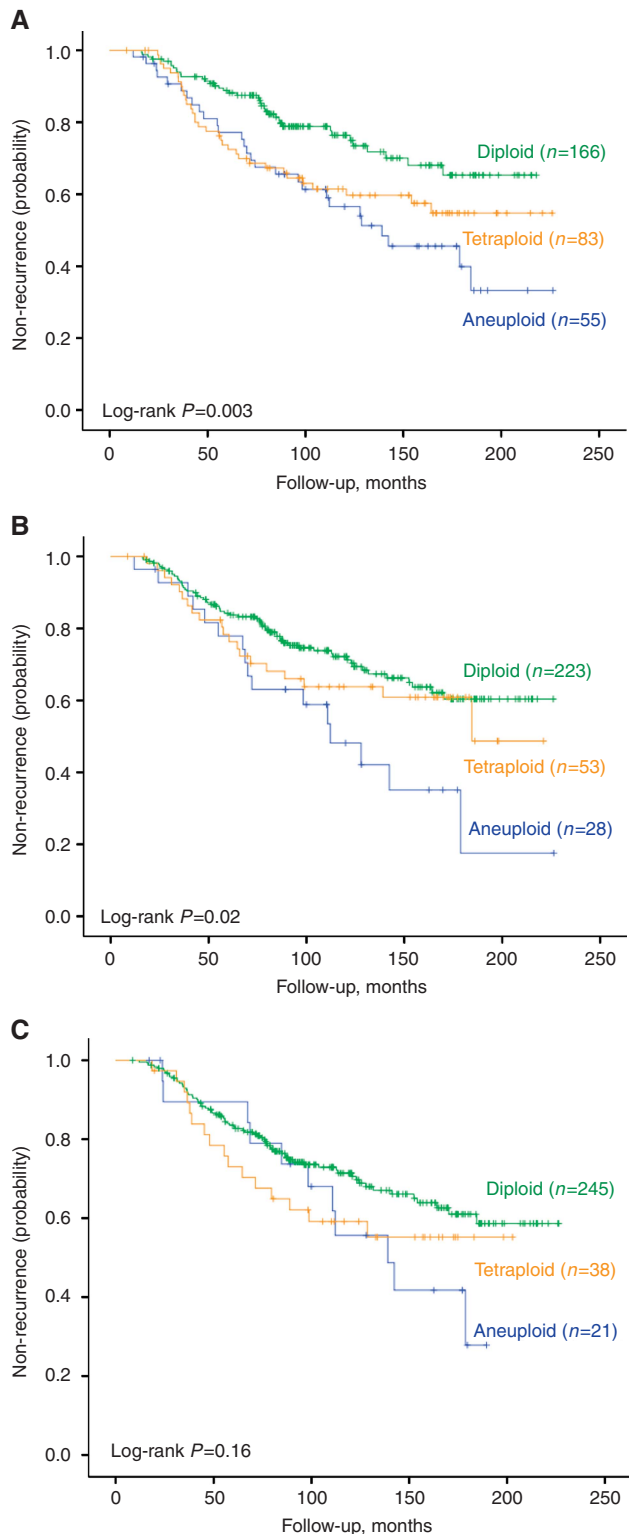 A
1.0
0.8
0.6
0.4
0.2
0.0
Non-recurrence (probability)
Diploid (n=166)
Tetraploid (n=83)
Aneuploid (n=55)
Log-rank P=0.003
0 50 100 150 200 250
Follow-up, months
B
1.0
0.8
0.6
0.4
0.2
0.0
Non-recurrence (probability)
Diploid (n=223)
Tetraploid (n=53)
Aneuploid (n=28)
Log-rank P=0.02
0 50 100 150 200 250
Follow-up, months
C
1.0
0.8
0.6
0.4
0.2
0.0
Non-recurrence (probability)
Diploid (n=245)
Tetraploid (n=38)
Aneuploid (n=21)
Log-rank P=0.16
0 50 100 150 200 250
Follow-up, months